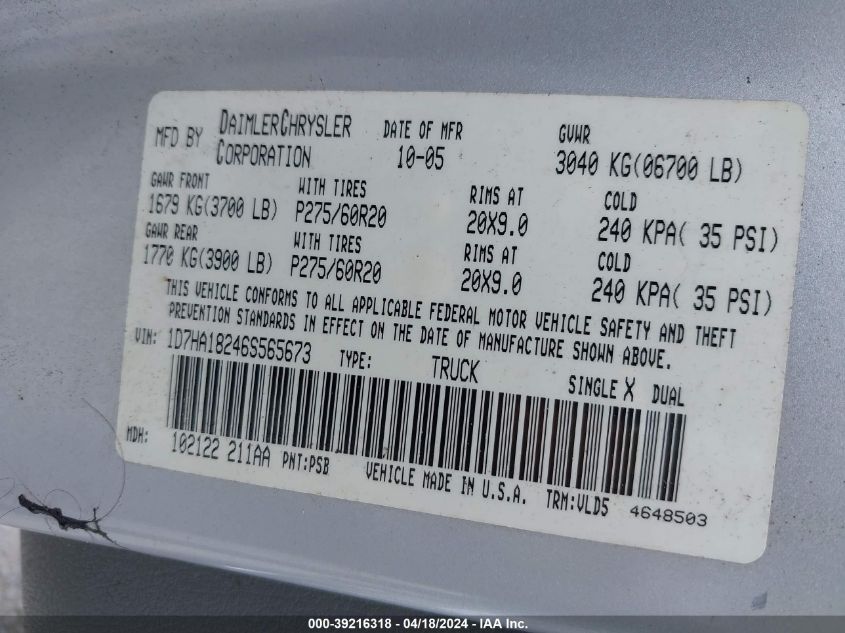 MFD BY DAIMLERCHRYSLER CORPORATION DATE OF MFR 10-05 GVWR 3040 KG(06700 LB)
GAWR FRONT WITH TIRES RIMS AT COLD
1679 KG(3700 LB) P275/60R20 20X9.0 240 KPA( 35 PSI)
GAWR REAR WITH TIRES RIMS AT COLD
1770 KG(3900 LB) P275/60R20 20X9.0 240 KPA( 35 PSI)
THIS VEHICLE CONFORMS TO ALL APPLICABLE FEDERAL MOTOR VEHICLE SAFETY AND THEFT
PREVENTION STANDARDS IN EFFECT ON THE DATE OF MANUFACTURE SHOWN ABOVE.
VIN: 1D7HA18246S565673 TYPE: TRUCK SINGLE X DUAL
MDH: 102122 211AA PNT:PSB VEHICLE MADE IN U.S.A. TRM:VLD5 4648503
000-39216318 - 04/18/2024 - IAAI Inc.